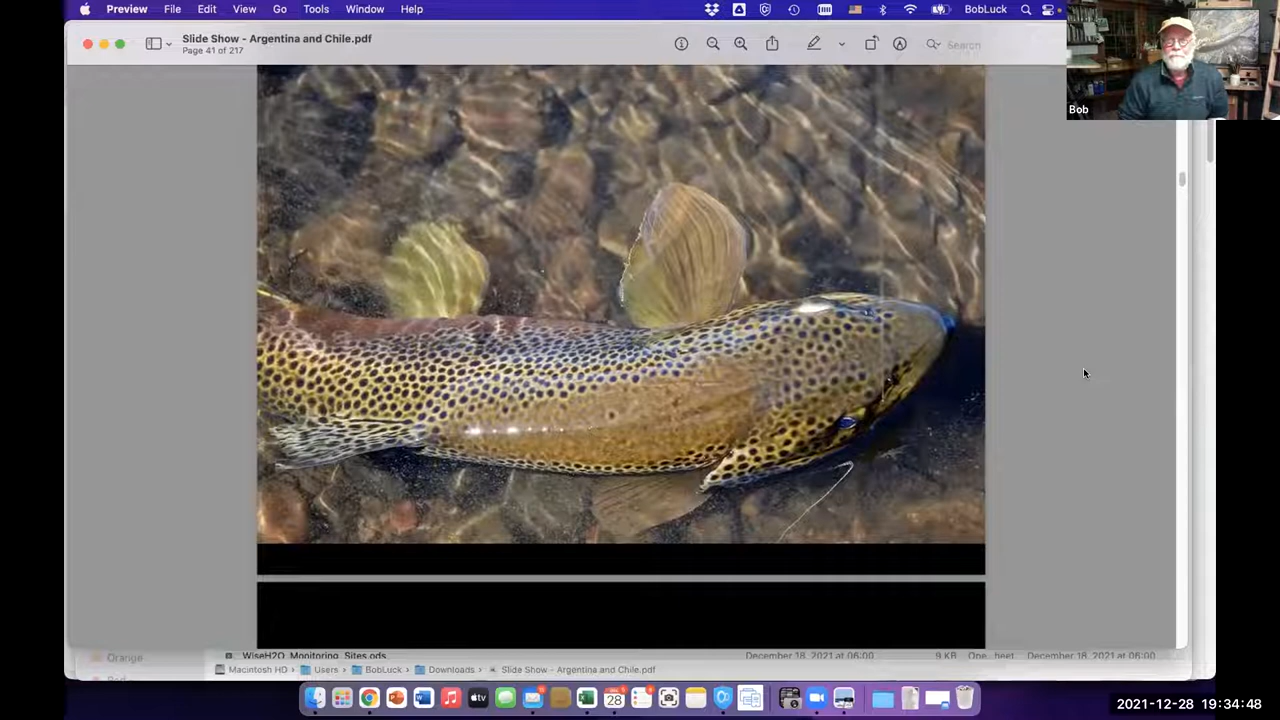 Preview File Edit View Go Tools Window Help BobLuck
Slide Show - Argentina and Chile.pdf
Page 41 of 217
Search
Bob
Orange
WiseH2O_Monitoring_Sites.ods December 18, 2021 at 06:00 9 KB December 18, 2021 at 06:00
Macintosh HD Users BobLuck Downloads Slide Show - Argentina and Chile.pdf
28
2021-12-28 19:34:48